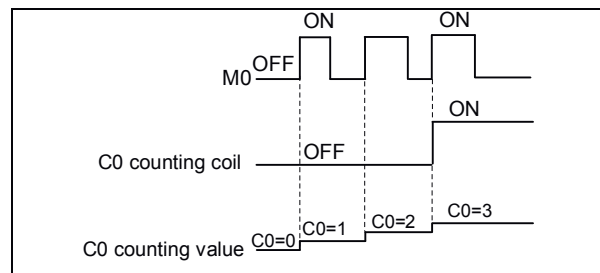 ON ON
OFF
M0
ON
C0 counting coil OFF
C0 counting value C0=0 C0=1 C0=2 C0=3